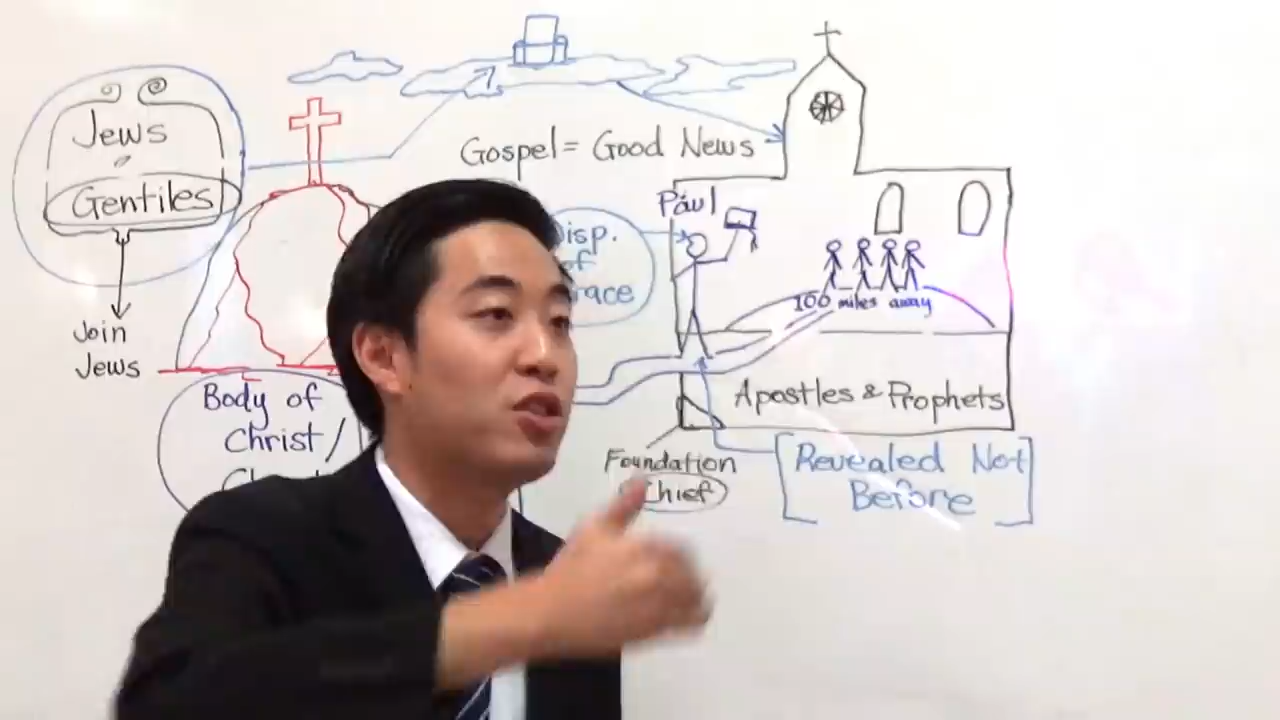 Jews
Gentiles
Join
Jews
Gospel = Good News
Body of
Christ/
Disp.
of
Paul
100 miles away
Apostles & Prophets
Foundation
Chief
[Revealed Not
Before]